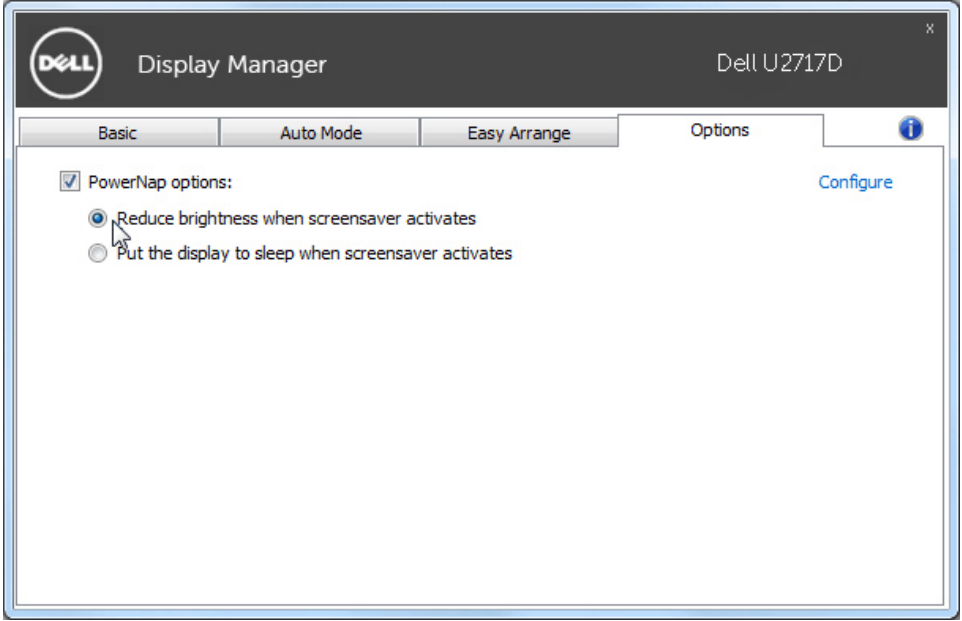 DELL Display Manager Dell U2717D x
Basic Auto Mode Easy Arrange Options i
PowerNap options: Configure
Reduce brightness when screensaver activates
Put the display to sleep when screensaver activates